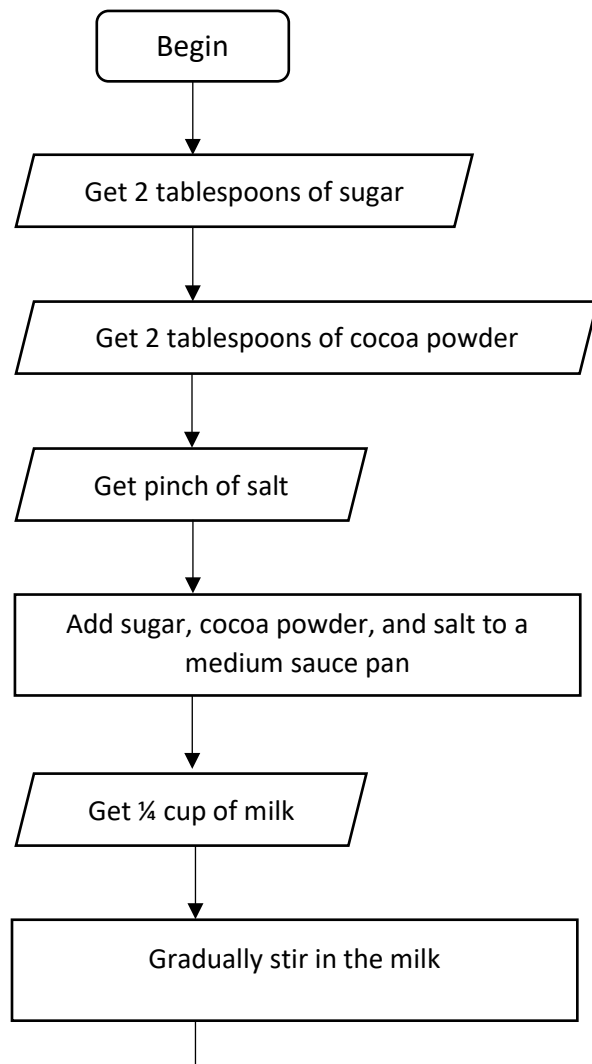 Begin
Get 2 tablespoons of sugar
Get 2 tablespoons of cocoa powder
Get pinch of salt
Add sugar, cocoa powder, and salt to a
medium sauce pan
Get ¼ cup of milk
Gradually stir in the milk